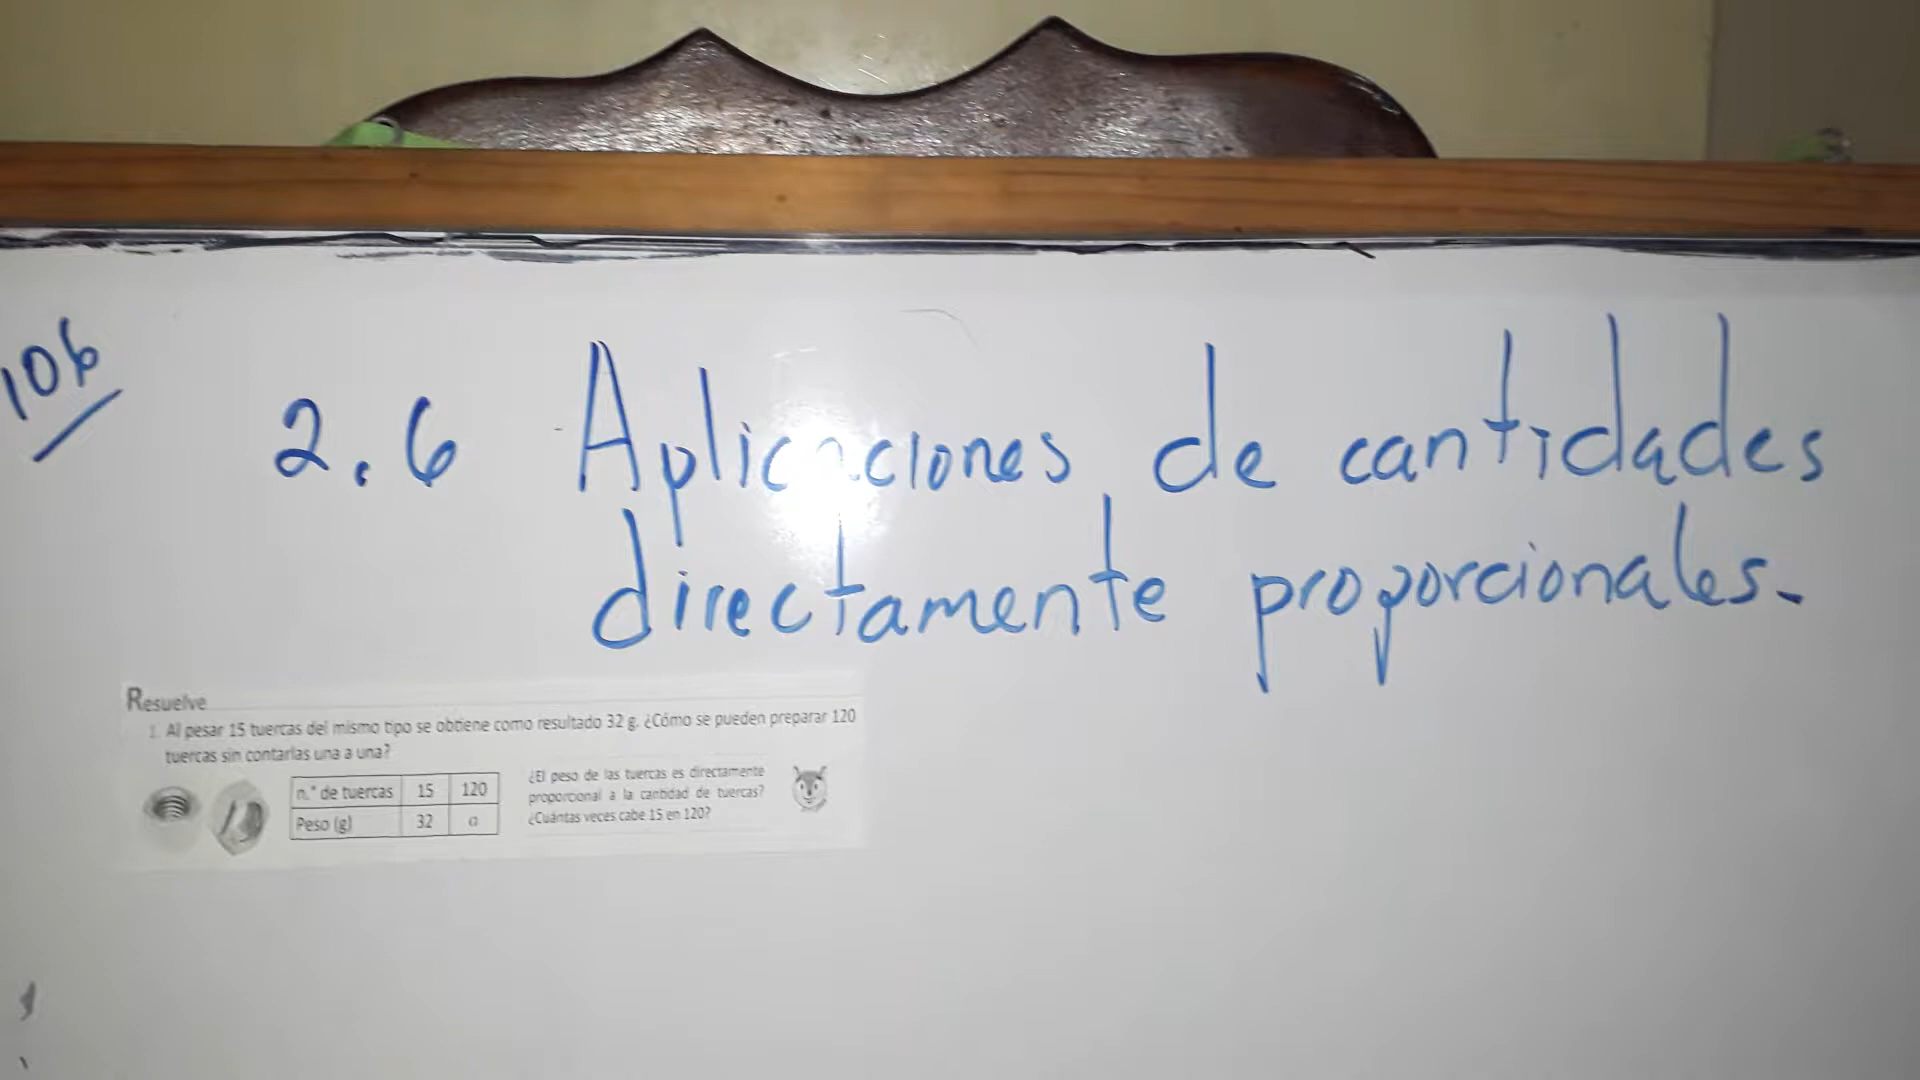 106
2.6 Aplicaciones de cantidades
directamente proporcionales.
Resuelve
1. Al pesar 15 tuercas del mismo tipo se obtiene como resultado 32 g. ¿Cómo se pueden preparar 120
tuercas sin contarlas una a una?
n.° de tuercas 15 120
Peso (g) 32 a
¿El peso de las tuercas es directamente
proporcional a la cantidad de tuercas?
¿Cuántas veces cabe 15 en 120?